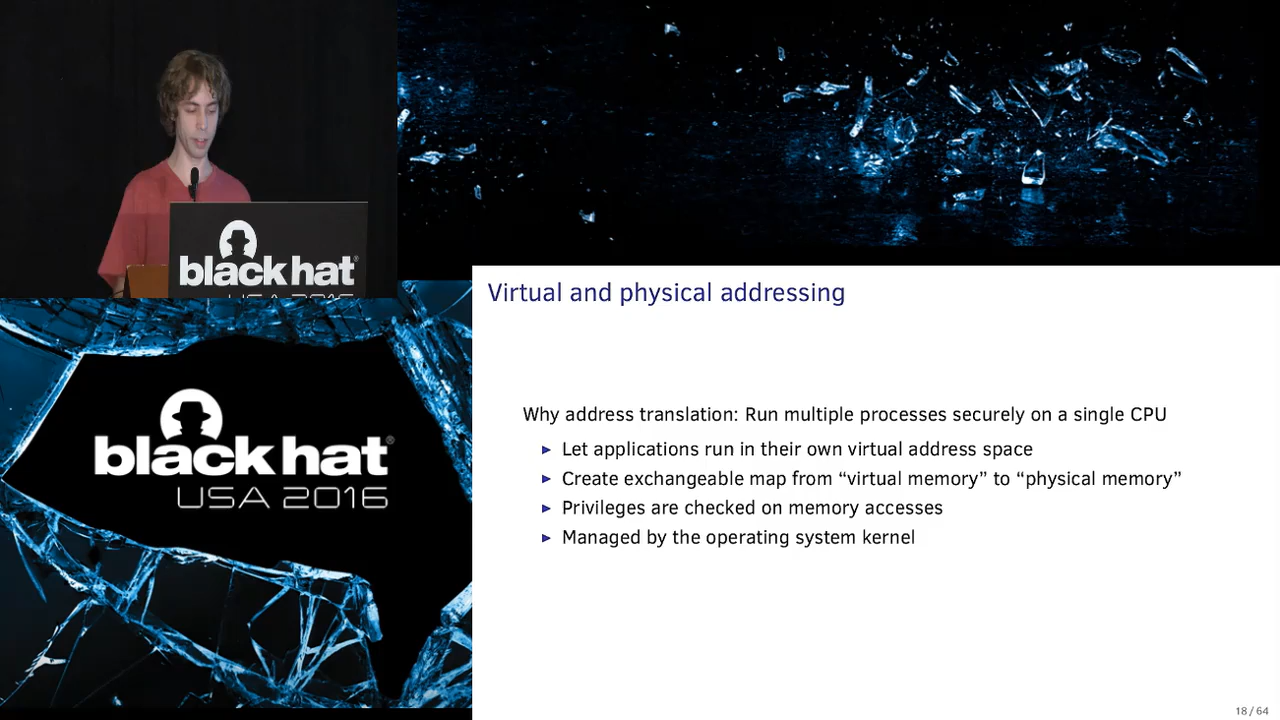 black hat®
USA 2016
Virtual and physical addressing
Why address translation: Run multiple processes securely on a single CPU
► Let applications run in their own virtual address space
► Create exchangeable map from “virtual memory” to “physical memory”
► Privileges are checked on memory accesses
► Managed by the operating system kernel
black hat®
USA 2016
18 / 64